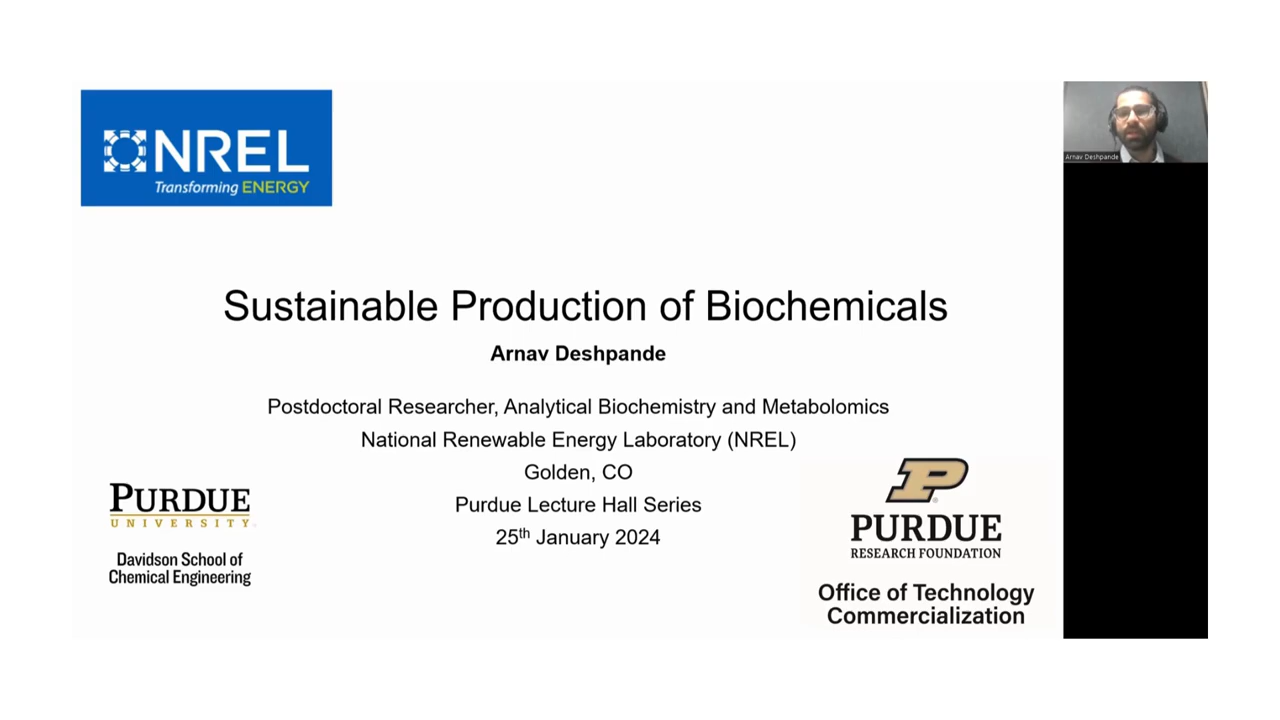 NREL
Transforming ENERGY
Arnav Deshpande
Sustainable Production of Biochemicals
Arnav Deshpande
Postdoctoral Researcher, Analytical Biochemistry and Metabolomics
National Renewable Energy Laboratory (NREL)
Golden, CO
Purdue Lecture Hall Series
25th January 2024
PURDUE
UNIVERSITY
Davidson School of
Chemical Engineering
P
PURDUE
RESEARCH FOUNDATION
Office of Technology
Commercialization